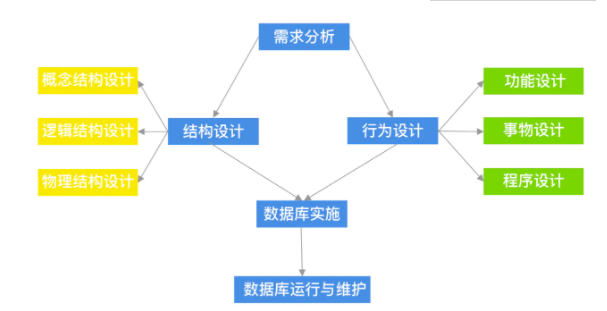 需求分析
概念结构设计
功能设计
逻辑结构设计
结构设计
行为设计
事物设计
物理结构设计
程序设计
数据库实施
数据库运行与维护